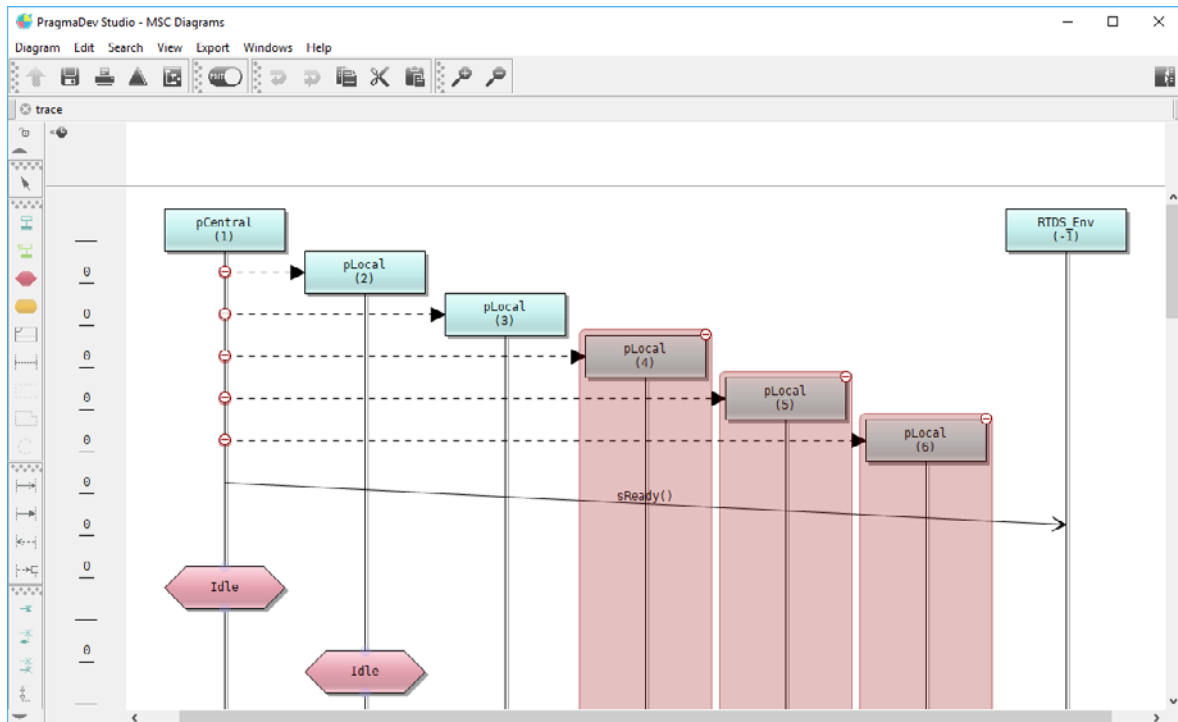 PragmaDev Studio - MSC Diagrams
Diagram Edit Search View Export Windows Help
trace
pCentral
(1)
RTDS_Env
(-1)
0
pLocal
(2)
0
pLocal
(3)
0
pLocal
(4)
0
pLocal
(5)
0
pLocal
(6)
0
sReady()
0
0
Idle
0
Idle